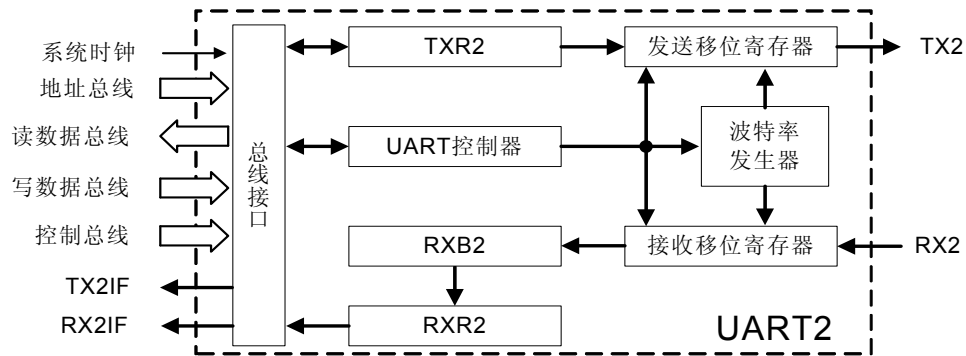 系统时钟
地址总线
读数据总线
写数据总线
控制总线
TX2IF
RX2IF
总线接口
TXR2
UART控制器
RXB2
RXR2
发送移位寄存器
波特率
发生器
接收移位寄存器
TX2
RX2
UART2